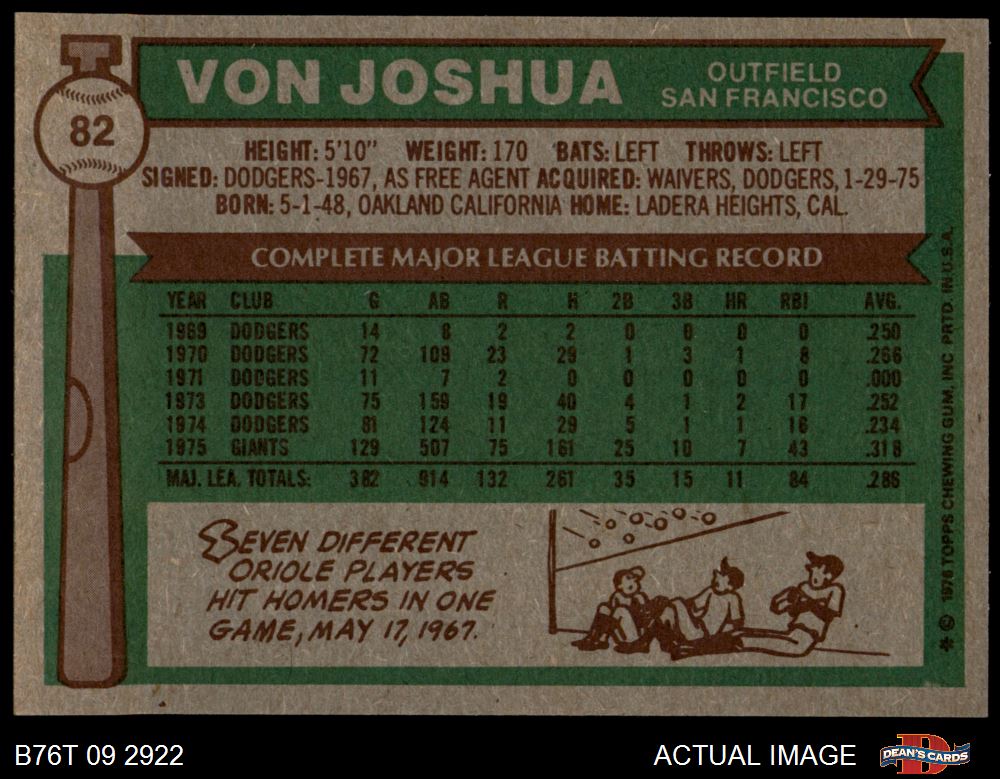 82
VON JOSHUA
OUTFIELD
SAN FRANCISCO
HEIGHT: 5'10" WEIGHT: 170 BATS: LEFT THROWS: LEFT
SIGNED: DODGERS-1967, AS FREE AGENT ACQUIRED: WAIVERS, DODGERS, 1-29-75
BORN: 5-1-48, OAKLAND CALIFORNIA HOME: LADERA HEIGHTS, CAL.
COMPLETE MAJOR LEAGUE BATTING RECORD
YEAR CLUB G AB R H 2B 3B HR RBI AVG.
1969 DODGERS 14 8 2 2 0 0 0 0 .250
1970 DODGERS 72 109 23 29 1 3 1 8 .266
1971 DODGERS 11 7 2 0 0 0 0 0 .000
1973 DODGERS 75 159 19 40 4 1 2 17 .252
1974 DODGERS 81 124 11 29 5 1 1 16 .234
1975 GIANTS 129 507 75 161 25 10 7 43 .318
MAJ. LEA. TOTALS: 382 914 132 261 35 15 11 84 .286
SEVEN DIFFERENT
ORIOLE PLAYERS
HIT HOMERS IN ONE
GAME, MAY 17, 1967.
* © 1976 TOPPS CHEWING GUM, INC PRTD. IN U.S.A.
B76T 09 2922
ACTUAL IMAGE
DEAN'S CARDS